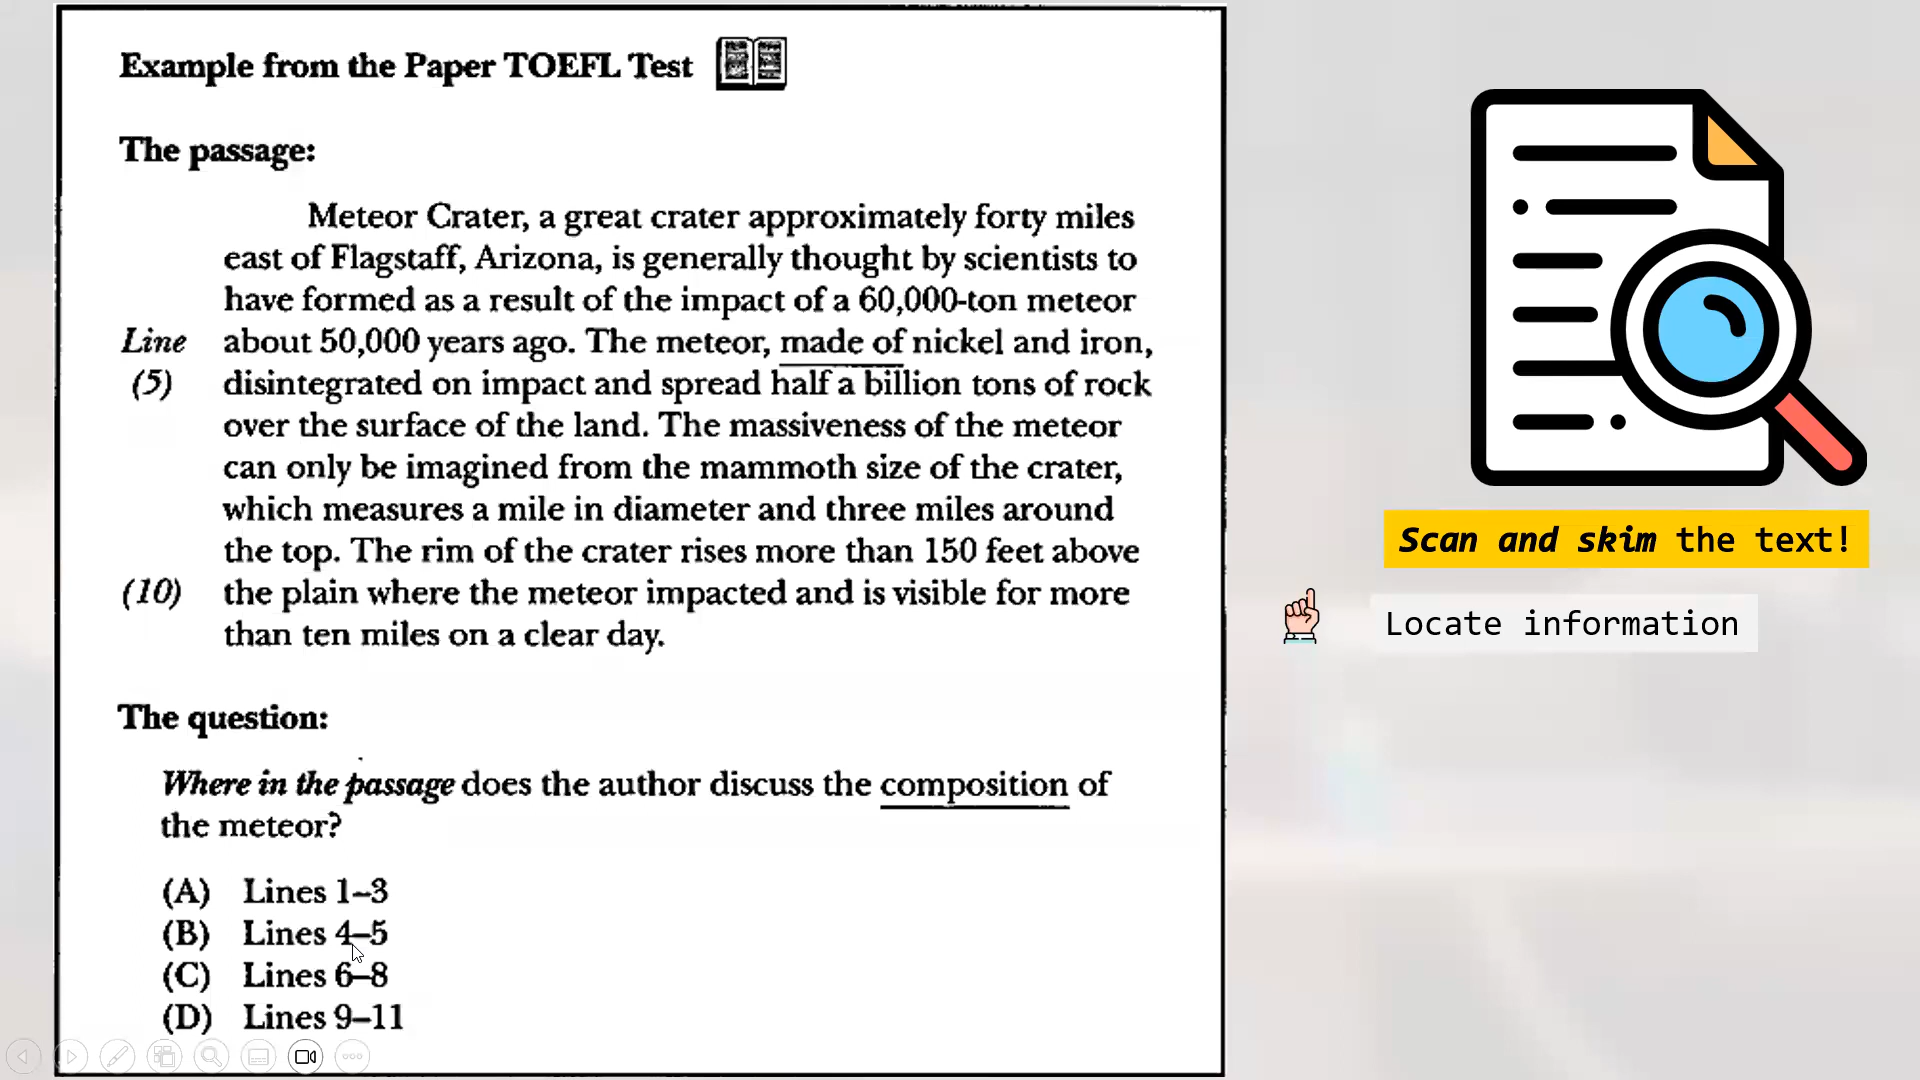 Example from the Paper TOEFL Test
The passage:
Meteor Crater, a great crater approximately forty miles
east of Flagstaff, Arizona, is generally thought by scientists to
have formed as a result of the impact of a 60,000-ton meteor
Line about 50,000 years ago. The meteor, made of nickel and iron,
(5) disintegrated on impact and spread half a billion tons of rock
over the surface of the land. The massiveness of the meteor
can only be imagined from the mammoth size of the crater,
which measures a mile in diameter and three miles around
the top. The rim of the crater rises more than 150 feet above
(10) the plain where the meteor impacted and is visible for more
than ten miles on a clear day.
The question:
Where in the passage does the author discuss the composition of
the meteor?
(A) Lines 1–3
(B) Lines 4–5
(C) Lines 6–8
(D) Lines 9–11
Scan and skim the text!
Locate information